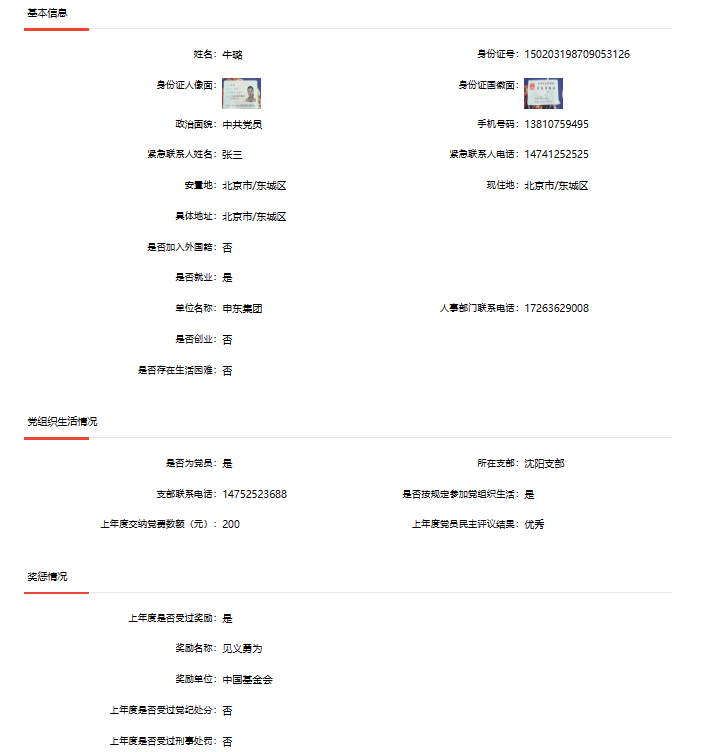 基本信息
姓名： 牛璐 身份证号： 150203198709053126
身份证人像面： 身份证国徽面：
政治面貌： 中共党员 手机号码： 13810759495
紧急联系人姓名： 张三 紧急联系人电话： 14741252525
安置地： 北京市/东城区 现住地： 北京市/东城区
具体地址： 北京市/东城区
是否加入外国籍： 否
是否就业： 是
单位名称： 申东集团 人事部门联系电话： 17263629008
是否创业： 否
是否存在生活困难： 否
党组织生活情况
是否为党员： 是 所在支部： 沈阳支部
支部联系电话： 14752523688 是否按规定参加党组织生活： 是
上年度交纳党费数额（元）： 200 上年度党员民主评议结果： 优秀
奖惩情况
上年度是否受过奖励： 是
奖励名称： 见义勇为
奖励单位： 中国基金会
上年度是否受过党纪处分： 否
上年度是否受过刑事处罚： 否